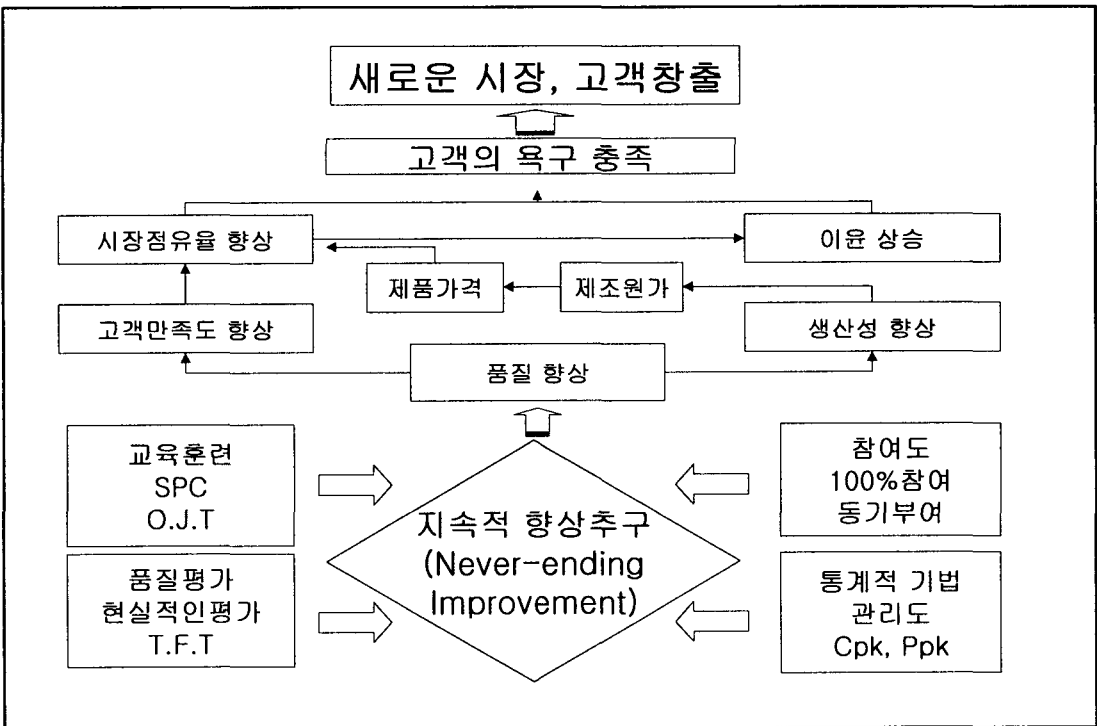 새로운 시장, 고객창출
고객의 욕구 충족
시장점유율 향상
이윤 상승
제품가격
제조원가
고객만족도 향상
생산성 향상
품질 향상
교육훈련
SPC
O.J.T
참여도
100%참여
동기부여
지속적 향상추구
(Never-ending
Improvement)
품질평가
현실적인평가
T.F.T
통계적 기법
관리도
Cpk, Ppk